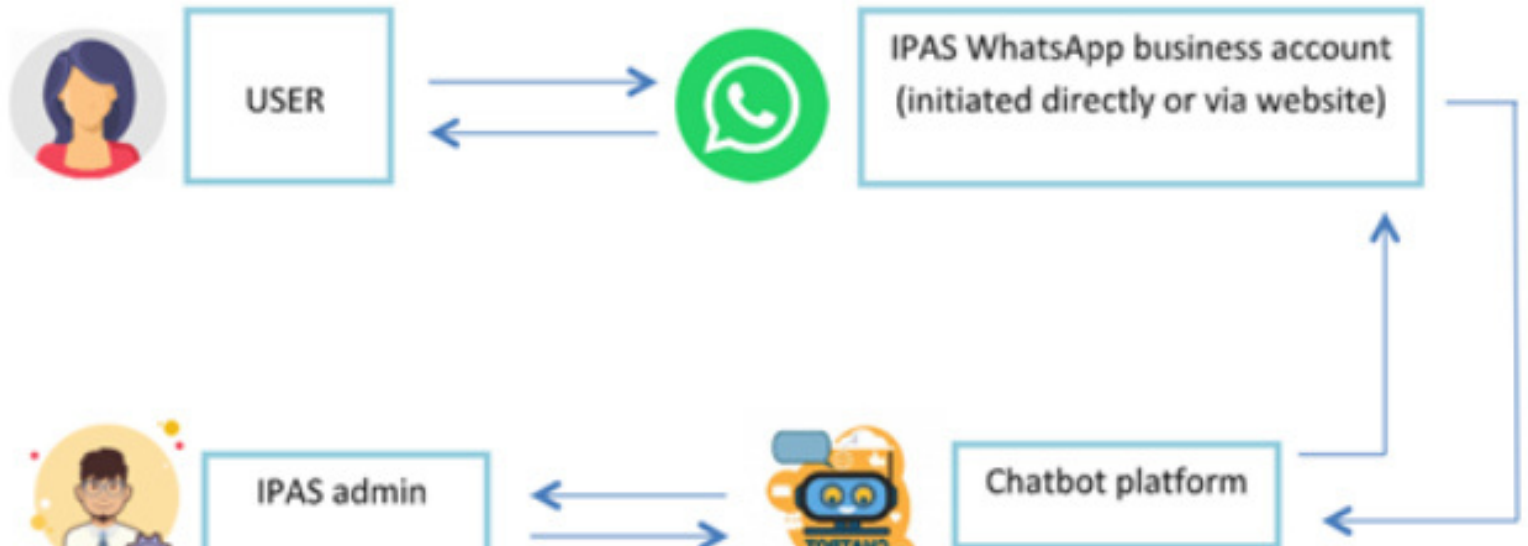 USER
IPAS WhatsApp business account
(initiated directly or via website)
IPAS admin
Chatbot platform